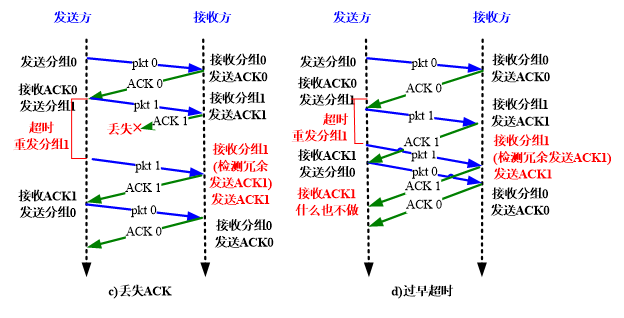 发送方
接收方
发送分组0
pkt 0
接收分组0
发送ACK0
ACK 0
接收ACK0
发送分组1
pkt 1
接收分组1
发送ACK1
ACK 1
丢失×
超时
重发分组1
pkt 1
接收分组1
(检测冗余
发送ACK1)
发送ACK1
ACK 1
接收ACK1
发送分组0
pkt 0
接收分组0
发送ACK0
ACK 0
c)丢失ACK
发送方
接收方
发送分组0
pkt 0
接收分组0
发送ACK0
ACK 0
接收ACK0
发送分组1
pkt 1
接收分组1
发送ACK1
超时
重发分组1
ACK 1
pkt 1
接收分组1
(检测冗余发送ACK1)
发送ACK1
接收ACK1
发送分组0
pkt 0
ACK 1
接收ACK1
什么也不做
接收分组0
发送ACK0
ACK 0
d)过早超时